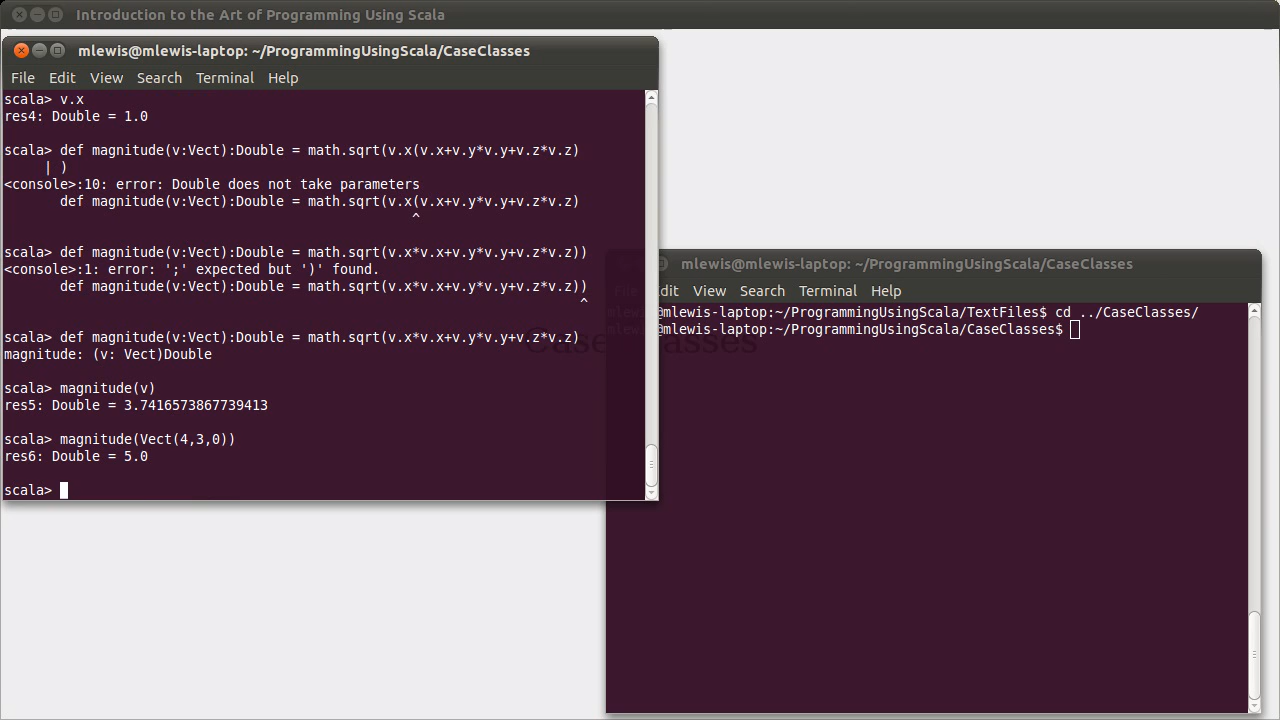 Introduction to the Art of Programming Using Scala
mlewis@mlewis-laptop: ~/ProgrammingUsingScala/CaseClasses
File Edit View Search Terminal Help
scala> v.x
res4: Double = 1.0
scala> def magnitude(v:Vect):Double = math.sqrt(v.x(v.x+v.y*v.y+v.z*v.z)
     | )
<console>:10: error: Double does not take parameters
       def magnitude(v:Vect):Double = math.sqrt(v.x(v.x+v.y*v.y+v.z*v.z)
                                                   ^
scala> def magnitude(v:Vect):Double = math.sqrt(v.x*v.x+v.y*v.y+v.z*v.z))
<console>:1: error: ';' expected but ')' found.
       def magnitude(v:Vect):Double = math.sqrt(v.x*v.x+v.y*v.y+v.z*v.z))
                                                                        ^
scala> def magnitude(v:Vect):Double = math.sqrt(v.x*v.x+v.y*v.y+v.z*v.z)
magnitude: (v: Vect)Double
scala> magnitude(v)
res5: Double = 3.7416573867739413
scala> magnitude(Vect(4,3,0))
res6: Double = 5.0
scala>
Case Classes
mlewis@mlewis-laptop: ~/ProgrammingUsingScala/CaseClasses
File Edit View Search Terminal Help
mlewis@mlewis-laptop:~/ProgrammingUsingScala/TextFiles$ cd ../CaseClasses/
mlewis@mlewis-laptop:~/ProgrammingUsingScala/CaseClasses$